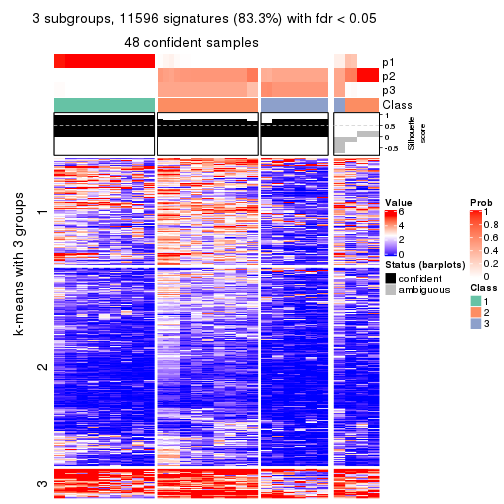 3 subgroups, 11596 signatures (83.3%) with fdr < 0.05
48 confident samples
p1
p2
p3
Class
1
0.5
0
-0.5
Silhouette
score
k-means with 3 groups
1
2
3
Value
6
4
2
0
Status (barplots)
confident
ambiguous
Prob
1
0.8
0.6
0.4
0.2
0
Class
1
2
3